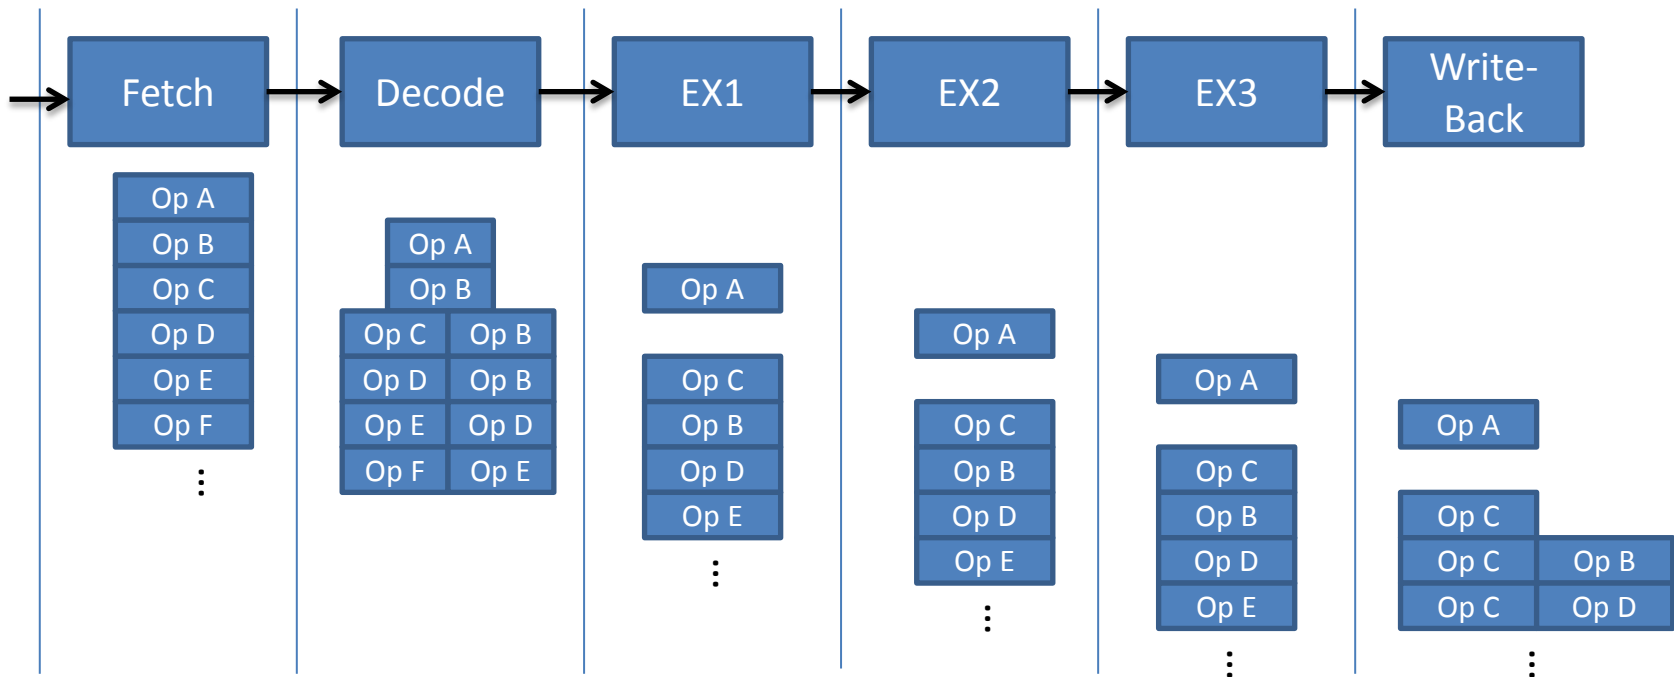 Fetch
Decode
EX1
EX2
EX3
Write-
Back
Op A
Op B
Op C
Op D
Op E
Op F
Op A
Op B
Op C Op B
Op D Op B
Op E Op D
Op F Op E
Op A
Op C
Op B
Op D
Op E
Op A
Op C
Op B
Op D
Op E
Op A
Op C
Op B
Op D
Op E
Op A
Op C
Op C Op B
Op C Op D